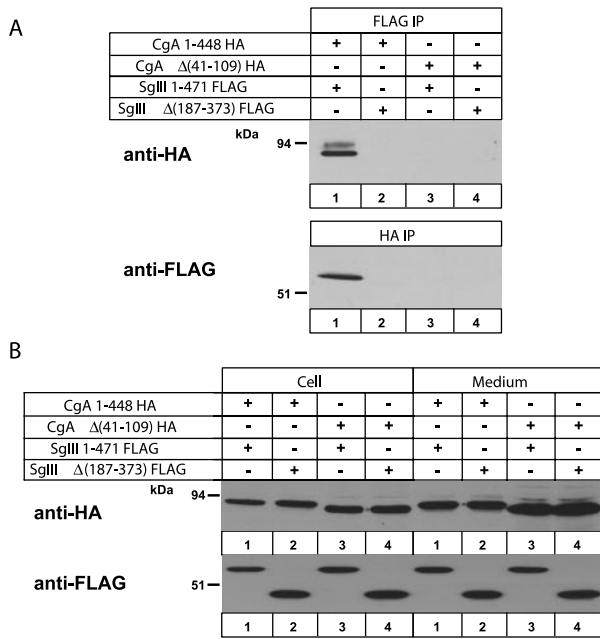 A
FLAG IP
CgA 1-448 HA + + - -
CgA Δ(41-109) HA - - + +
SgIII 1-471 FLAG + - + -
SgIII Δ(187-373) FLAG - + - +
kDa
anti-HA 94
1 2 3 4
HA IP
anti-FLAG
51
1 2 3 4
B
Cell Medium
CgA 1-448 HA + + - - + + - -
CgA Δ(41-109) HA - - + + - - + +
SgIII 1-471 FLAG + - + - + - + -
SgIII Δ(187-373) FLAG - + - + - + - +
kDa
94
anti-HA
1 2 3 4 1 2 3 4
anti-FLAG 51
1 2 3 4 1 2 3 4